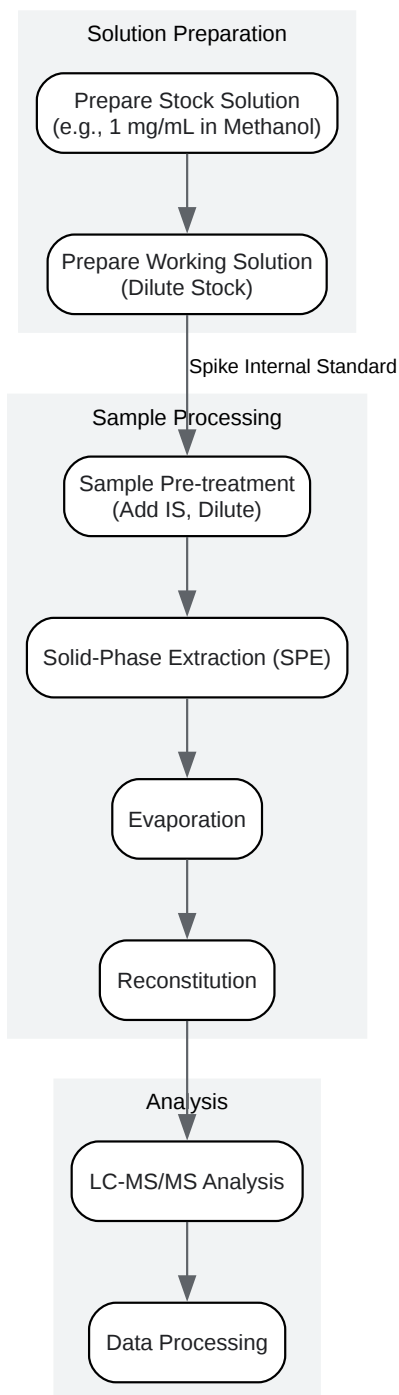 Solution Preparation
Prepare Stock Solution
(e.g., 1 mg/mL in Methanol)
Prepare Working Solution
(Dilute Stock)
Spike Internal Standard
Sample Processing
Sample Pre-treatment
(Add IS, Dilute)
Solid-Phase Extraction (SPE)
Evaporation
Reconstitution
Analysis
LC-MS/MS Analysis
Data Processing